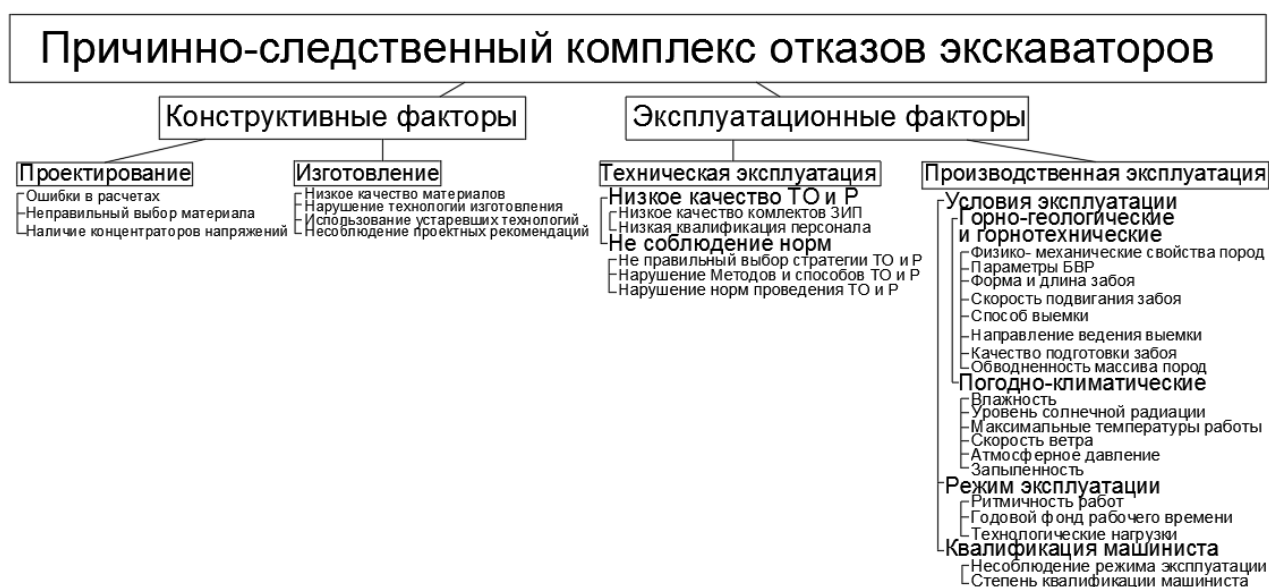 Причинно-следственный комплекс отказов экскаваторов
Конструктивные факторы
Эксплуатационные факторы
Проектирование
Ошибки в расчетах
Неправильный выбор материала
Наличие концентраторов напряжений
Изготовление
Низкое качество материалов
Нарушение технологии изготовления
Использование устаревших технологий
Несоблюдение проектных рекомендаций
Техническая эксплуатация
Низкое качество ТО и Р
Низкое качество комлектов ЗИП
Низкая квалификация персонала
Не соблюдение норм
Не правильный выбор стратегии ТО и Р
Нарушение Методов и способов ТО и Р
Нарушение норм проведения ТО и Р
Производственная эксплуатация
Условия эксплуатации
Горно-геологические
и горнотехнические
Физико- механические свойства пород
Параметры БВР
Форма и длина забоя
Скорость подвигания забоя
Способ выемки
Направление ведения выемки
Качество подготовки забоя
Обводненность массива пород
Погодно-климатические
Влажность
Уровень солнечной радиации
Максимальные температуры работы
Скорость ветра
Атмосферное давление
Запыленность
Режим эксплуатации
Ритмичность работ
Годовой фонд рабочего времени
Технологические нагрузки
Квалификация машиниста
Несоблюдение режима эксплуатации
Степень квалификации машиниста